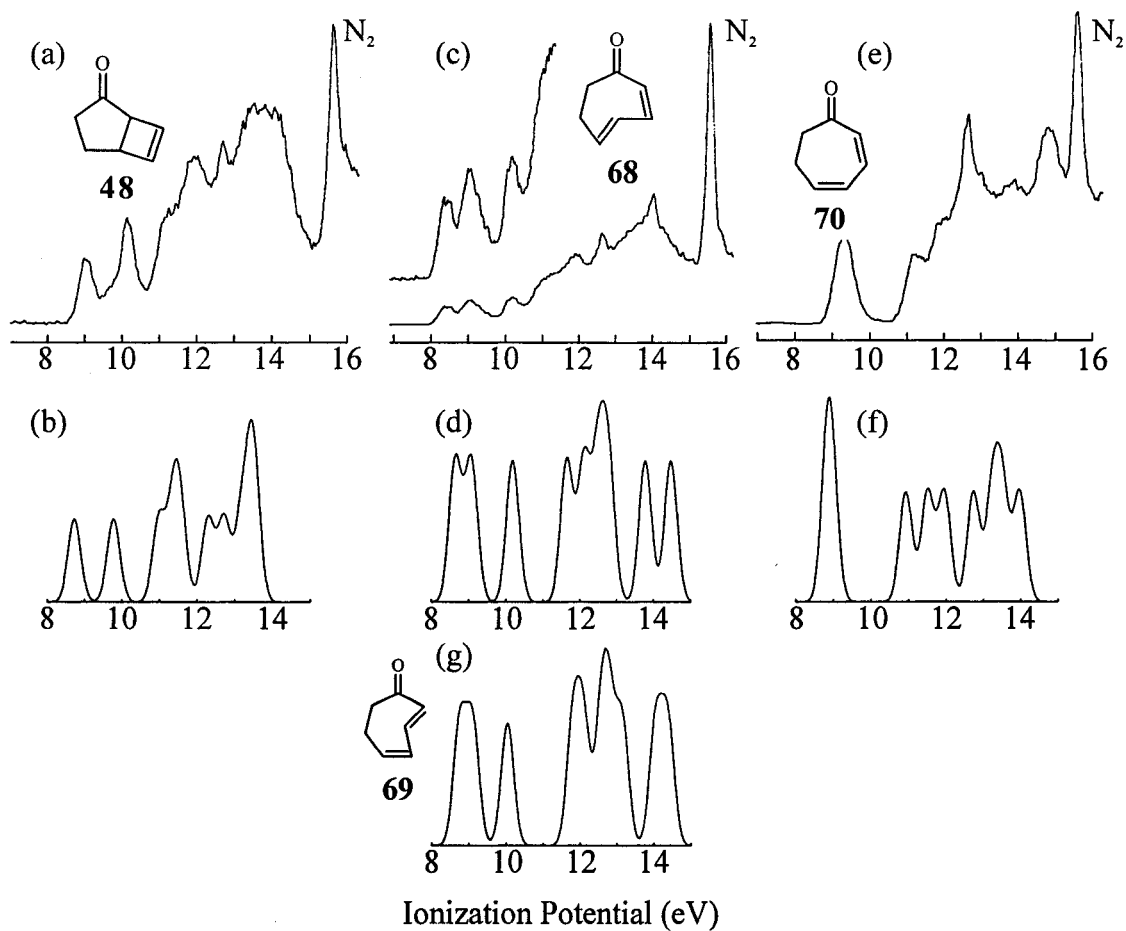 (a) (c) (e)
N₂ N₂ N₂
O O O
48 68 70
8 10 12 14 16 8 10 12 14 16 8 10 12 14 16
(b) (d) (f)
8 10 12 14 8 10 12 14 8 10 12 14
(g)
O
69
8 10 12 14
Ionization Potential (eV)